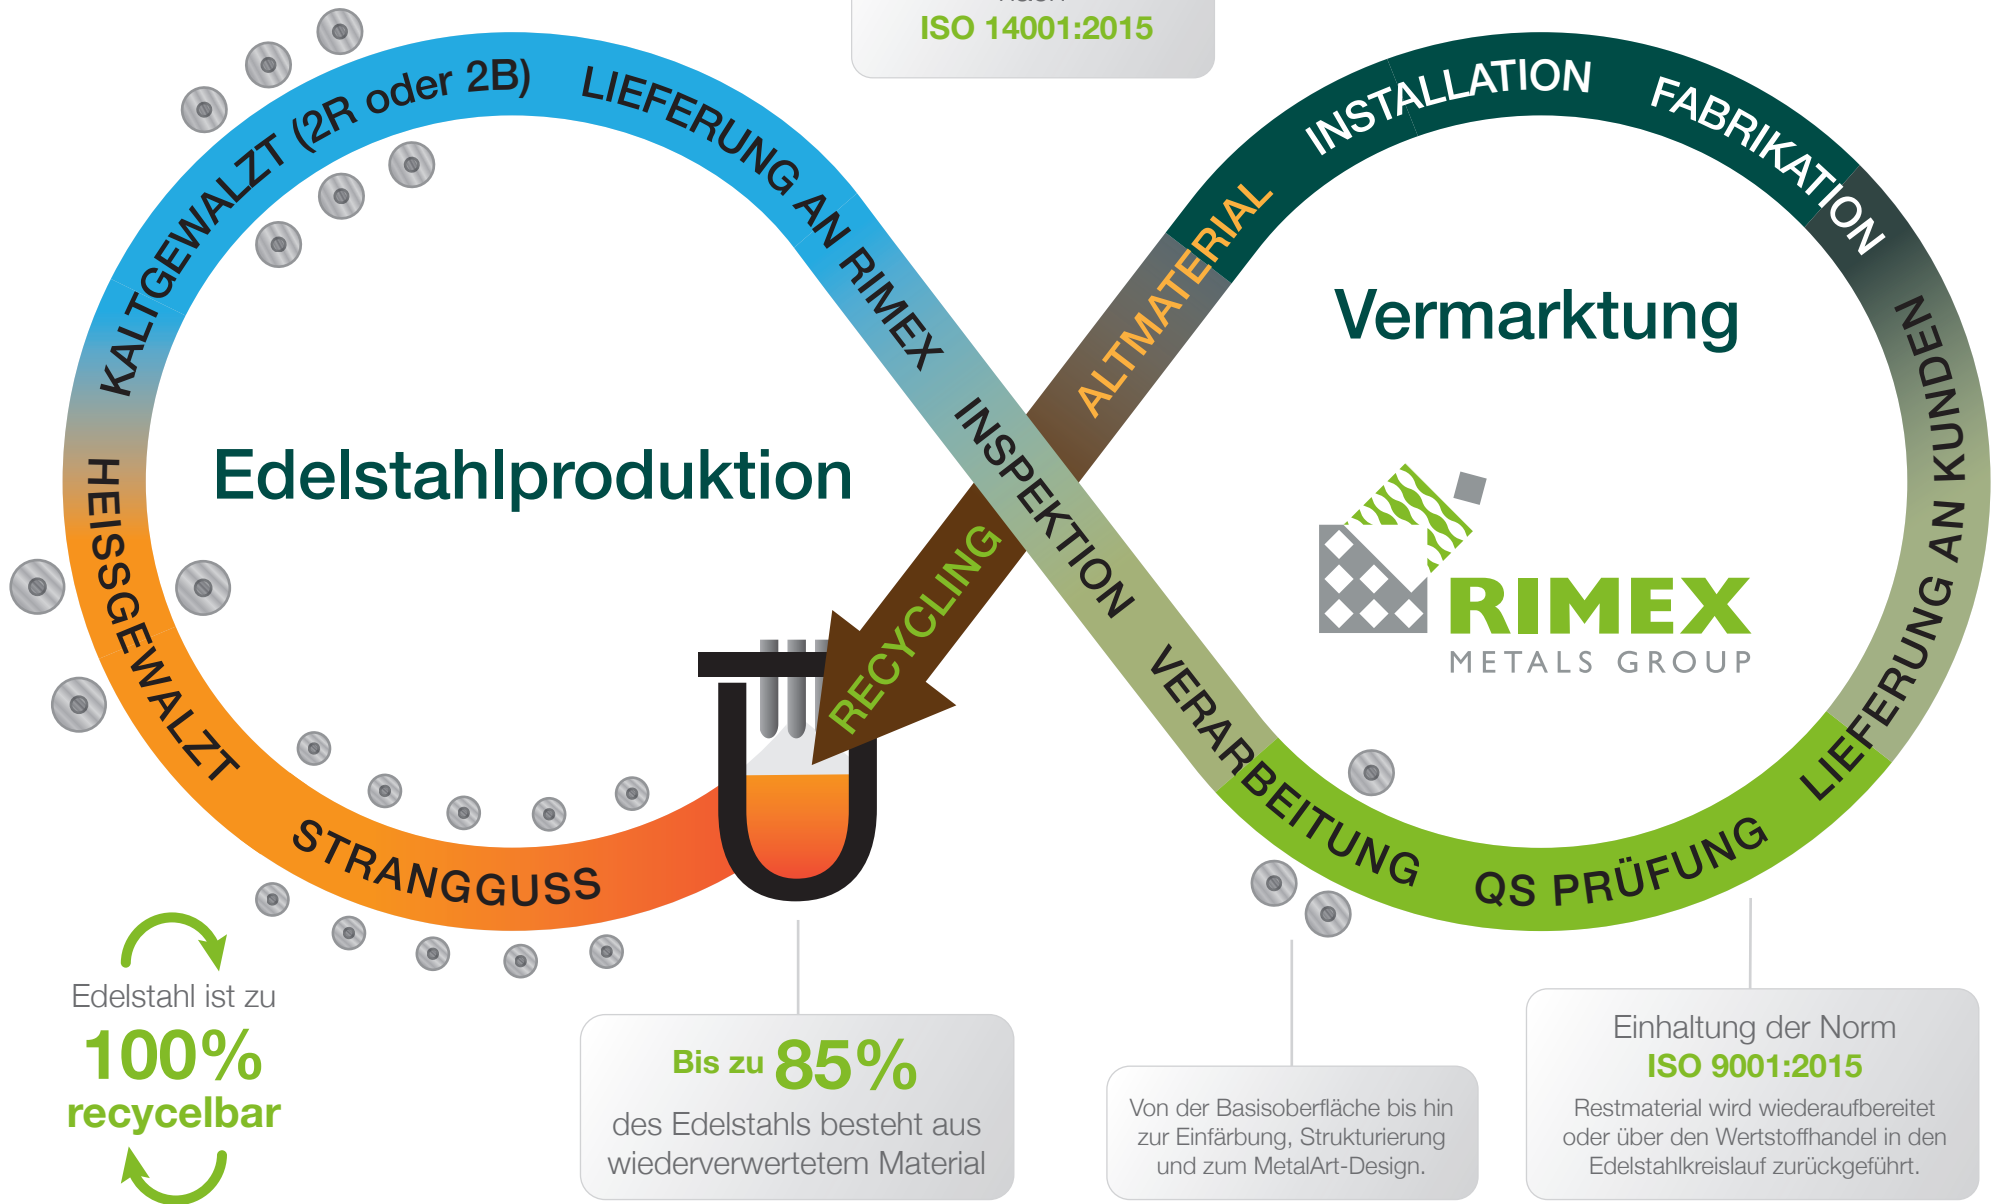 nach
ISO 14001:2015
KALTGEWALZT (2R oder 2B)
LIEFERUNG AN RIMEX
INSTALLATION
FABRIKATION
ALTMATERIAL
Vermarktung
LIEFERUNG AN KUNDEN
Edelstahlproduktion
INSPEKTION
HEISSGEWALZT
RECYCLING
RIMEX
METALS GROUP
VERARBEITUNG
QS PRÜFUNG
STRANGGUSS
Edelstahl ist zu
100%
recycelbar
Bis zu 85%
des Edelstahls besteht aus
wiederverwertetem Material
Von der Basisoberfläche bis hin
zur Einfärbung, Strukturierung
und zum MetalArt-Design.
Einhaltung der Norm
ISO 9001:2015
Restmaterial wird wiederaufbereitet
oder über den Wertstoffhandel in den
Edelstahlkreislauf zurückgeführt.